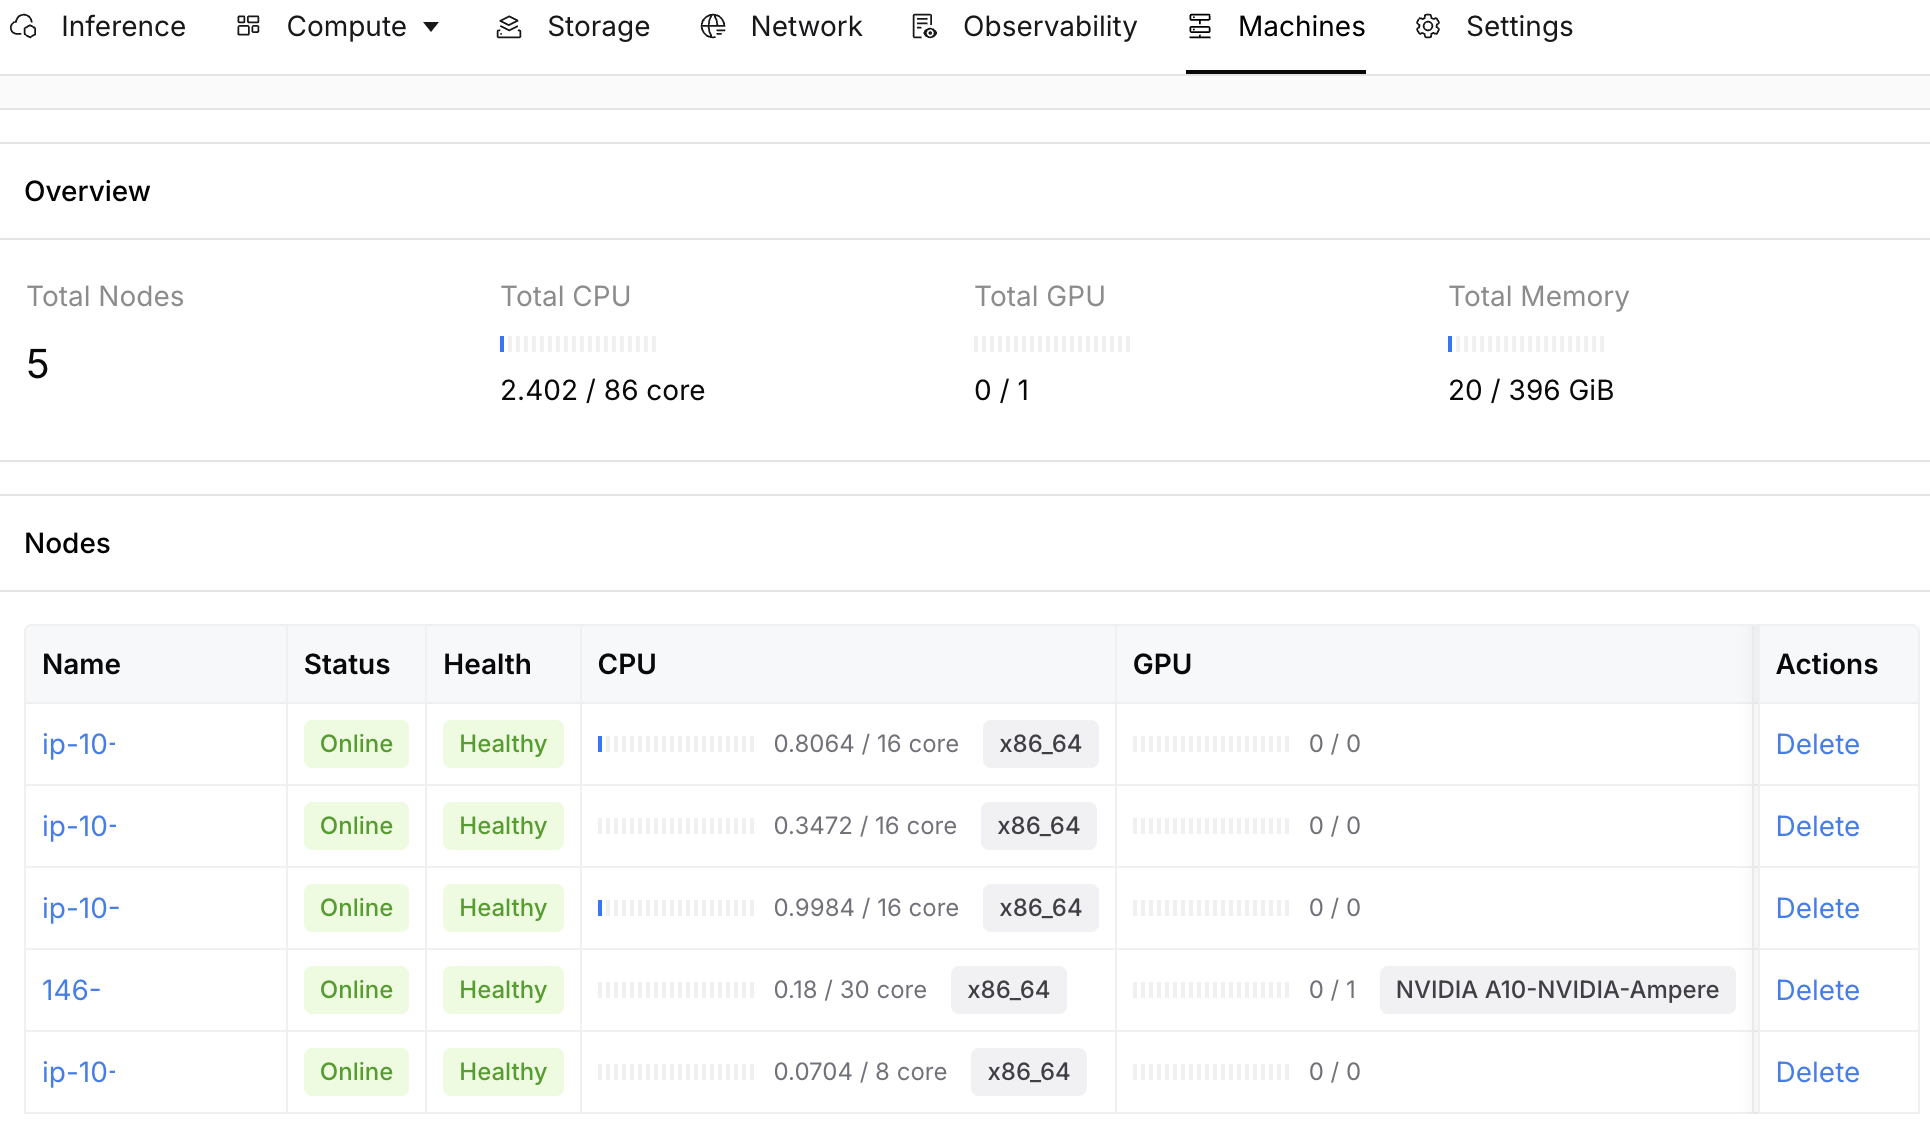 Inference Compute Storage Network Observability Machines Settings
Overview
Total Nodes Total CPU Total GPU Total Memory
5 2.402 / 86 core 0 / 1 20 / 396 GiB
Nodes
Name Status Health CPU GPU Actions
ip-10- Online Healthy 0.8064 / 16 core x86_64 0 / 0 Delete
ip-10- Online Healthy 0.3472 / 16 core x86_64 0 / 0 Delete
ip-10- Online Healthy 0.9984 / 16 core x86_64 0 / 0 Delete
146- Online Healthy 0.18 / 30 core x86_64 0 / 1 NVIDIA A10-NVIDIA-Ampere Delete
ip-10- Online Healthy 0.0704 / 8 core x86_64 0 / 0 Delete